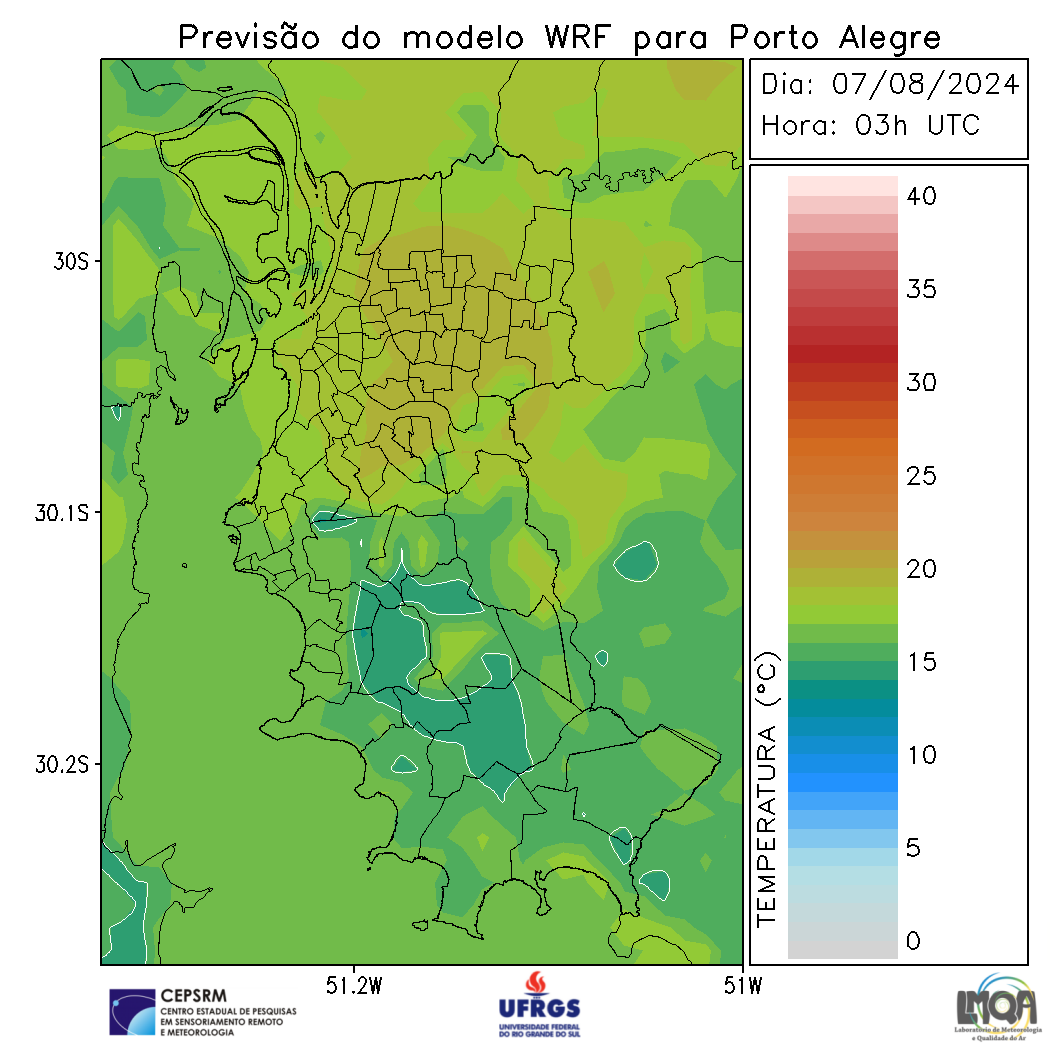 Previsão do modelo WRF para Porto Alegre
Dia: 07/08/2024
Hora: 03h UTC
30S
30.1S
30.2S
51.2W
51W
40
35
30
25
20
15
10
5
0
TEMPERATURA (°C)
CEPSRM
CENTRO ESTADUAL DE PESQUISAS
EM SENSORIAMENTO REMOTO
E METEOROLOGIA
UFRGS
UNIVERSIDADE FEDERAL
DO RIO GRANDE DO SUL
LMQA
Laboratório de Meteorologia
e Qualidade do Ar